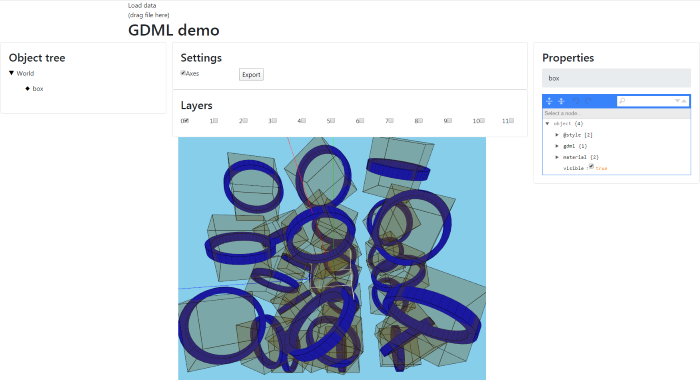 Load data
(drag file here)
GDML demo
Object tree
World
box
Settings
Axes
Export
Layers
0 1 2 3 4 5 6 7 8 9 10 11
Properties
box
Select a node...
object {4}
@style {2}
gdml {1}
material {2}
visible : true